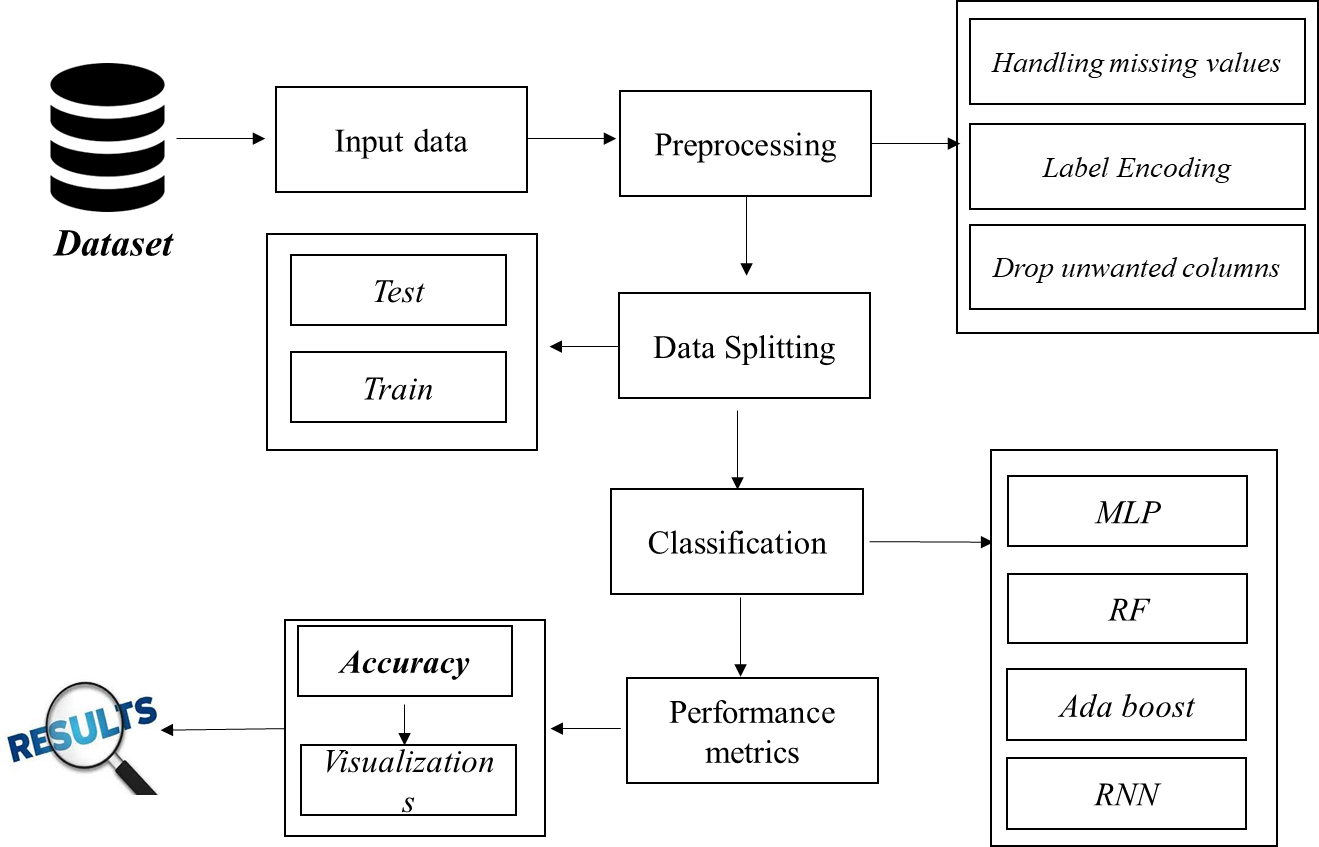 Handling missing values
Input data
Preprocessing
Label Encoding
Dataset
Drop unwanted columns
Test
Data Splitting
Train
MLP
Classification
RF
Accuracy
Performance
metrics
Ada boost
RESULTS
Visualization
s
RNN